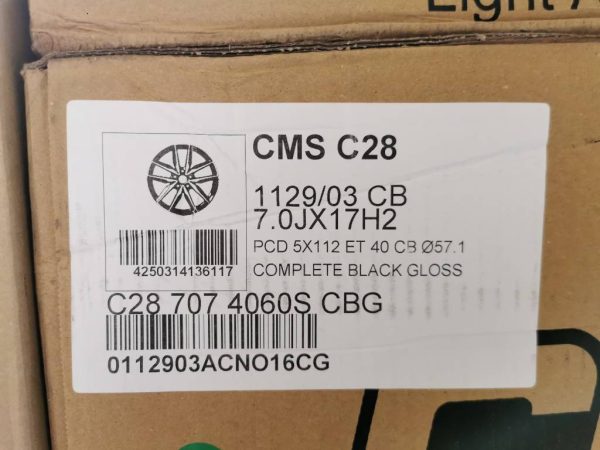 Light A
CMS C28
1129/03 CB
7.0JX17H2
PCD 5X112 ET 40 CB Ø57.1
4250314136117
COMPLETE BLACK GLOSS
C28 707 4060S CBG
0112903ACNO16CG